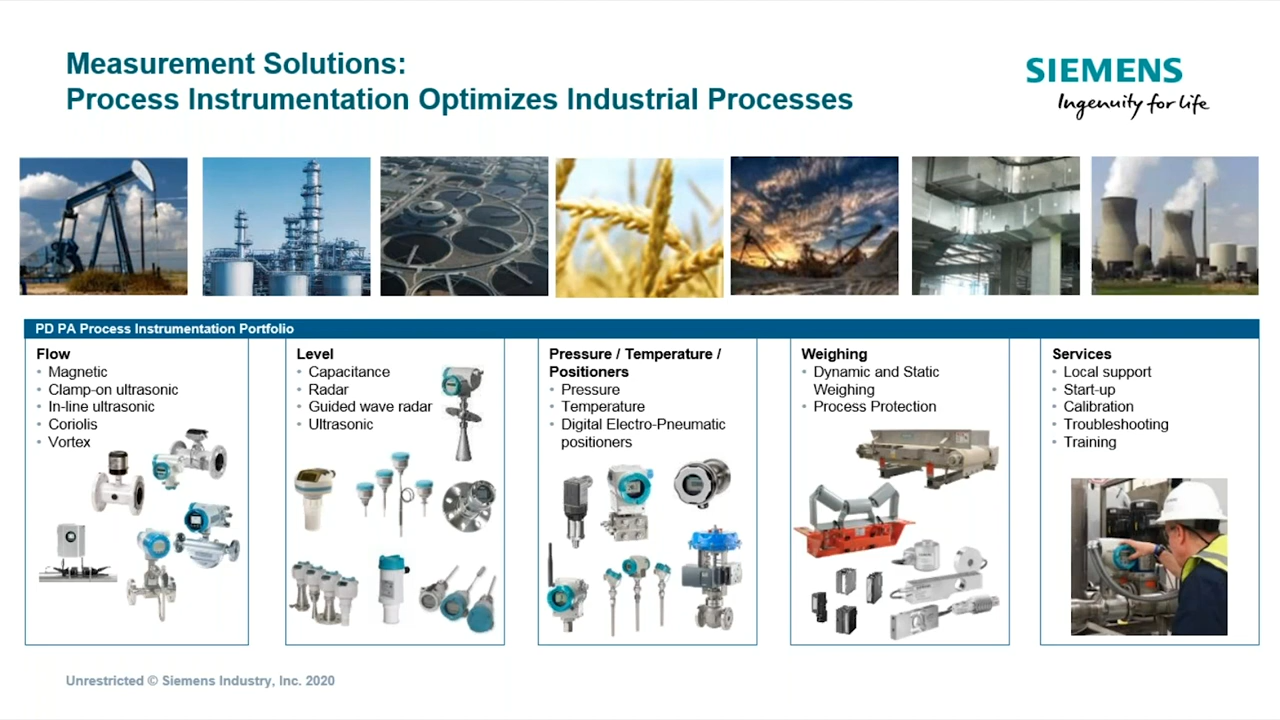 Measurement Solutions:
Process Instrumentation Optimizes Industrial Processes
SIEMENS
Ingenuity for life
PD PA Process Instrumentation Portfolio
Flow
• Magnetic
• Clamp-on ultrasonic
• In-line ultrasonic
• Coriolis
• Vortex
Level
• Capacitance
• Radar
• Guided wave radar
• Ultrasonic
Pressure / Temperature /
Positioners
• Pressure
• Temperature
• Digital Electro-Pneumatic
positioners
Weighing
• Dynamic and Static
Weighing
• Process Protection
Services
• Local support
• Start-up
• Calibration
• Troubleshooting
• Training
Unrestricted © Siemens Industry, Inc. 2020